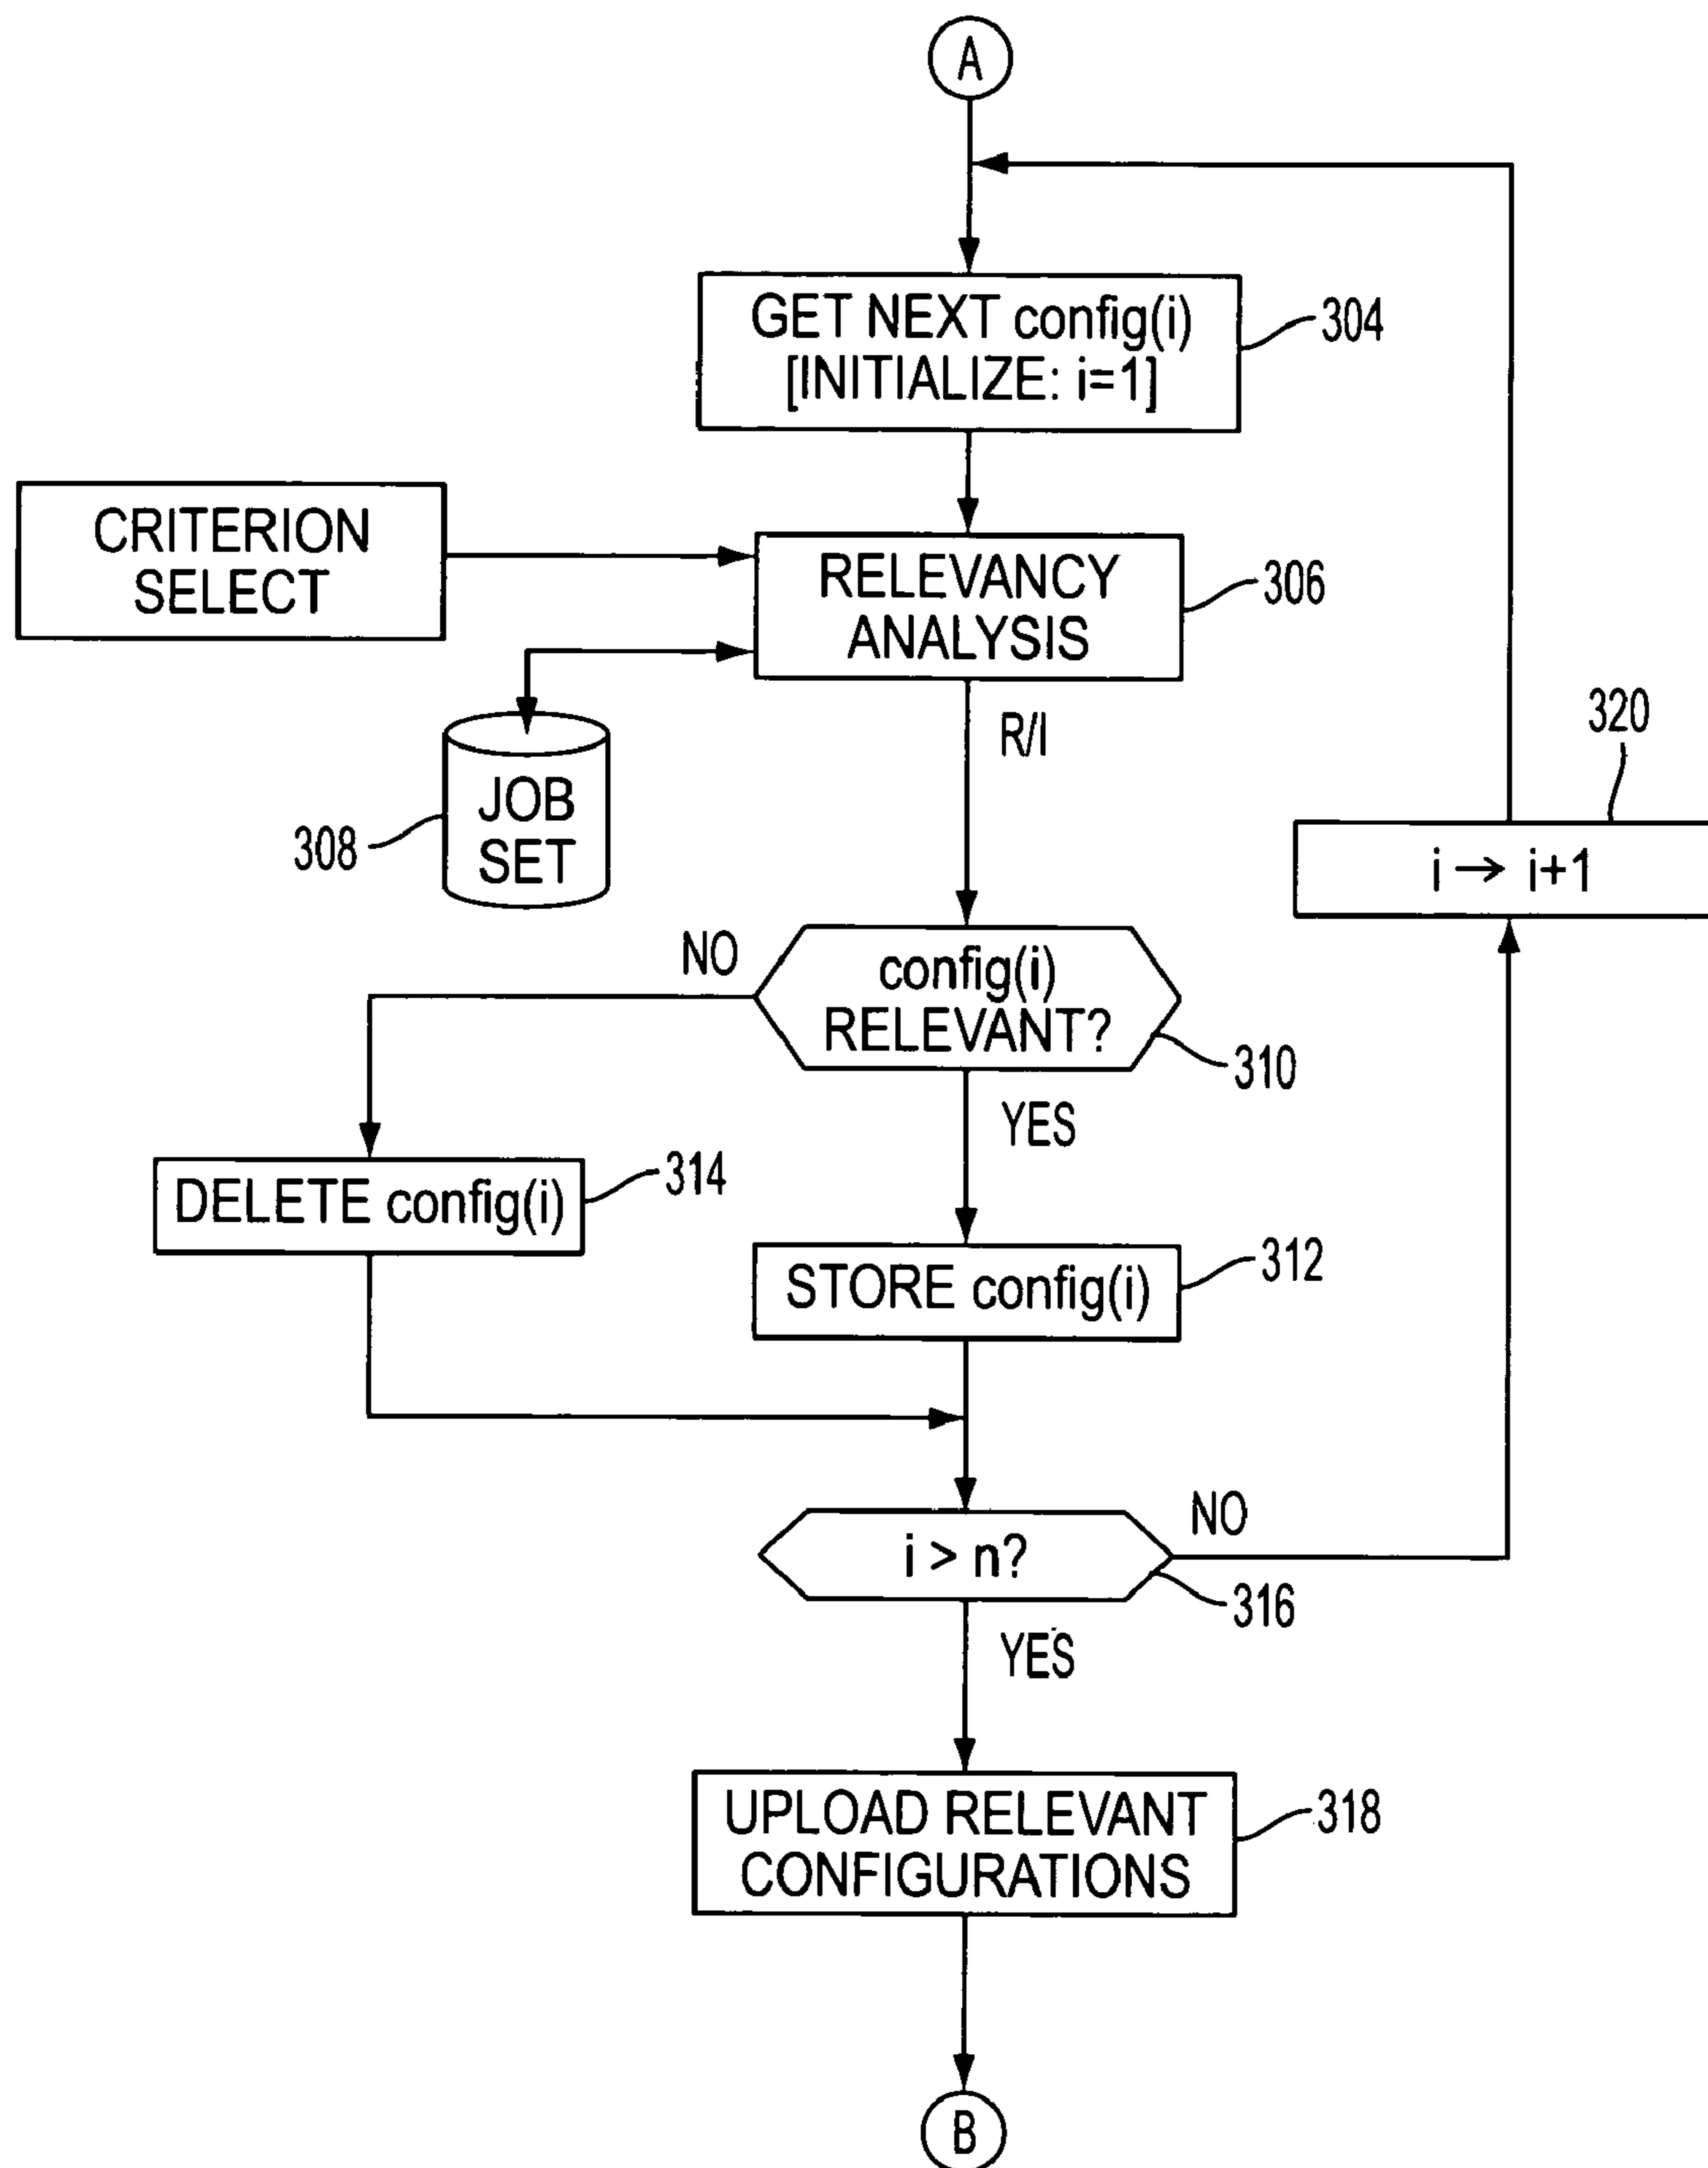 A
GET NEXT config(i)
[INITIALIZE: i=1]
304
CRITERION
SELECT
RELEVANCY
ANALYSIS
306
R/I
JOB
SET
308
320
i → i+1
NO
config(i)
RELEVANT?
310
YES
DELETE config(i)
314
STORE config(i)
312
i > n?
NO
316
YES
UPLOAD RELEVANT
CONFIGURATIONS
318
B